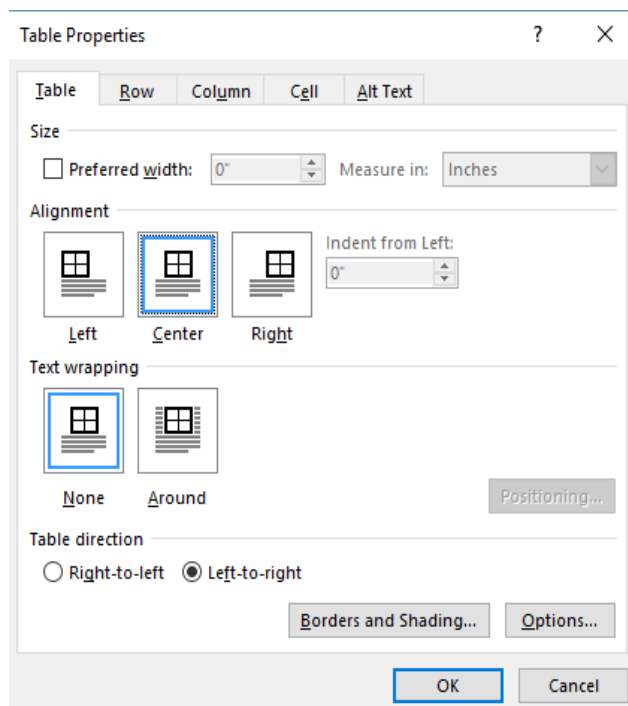 Table Properties ?
Table Row Column Cell Alt Text
Size
Preferred width: 0" Measure in: Inches
Alignment
Indent from Left:
0"
Left Center Right
Text wrapping
None Around
Positioning...
Table direction
Right-to-left Left-to-right
Borders and Shading... Options...
OK Cancel